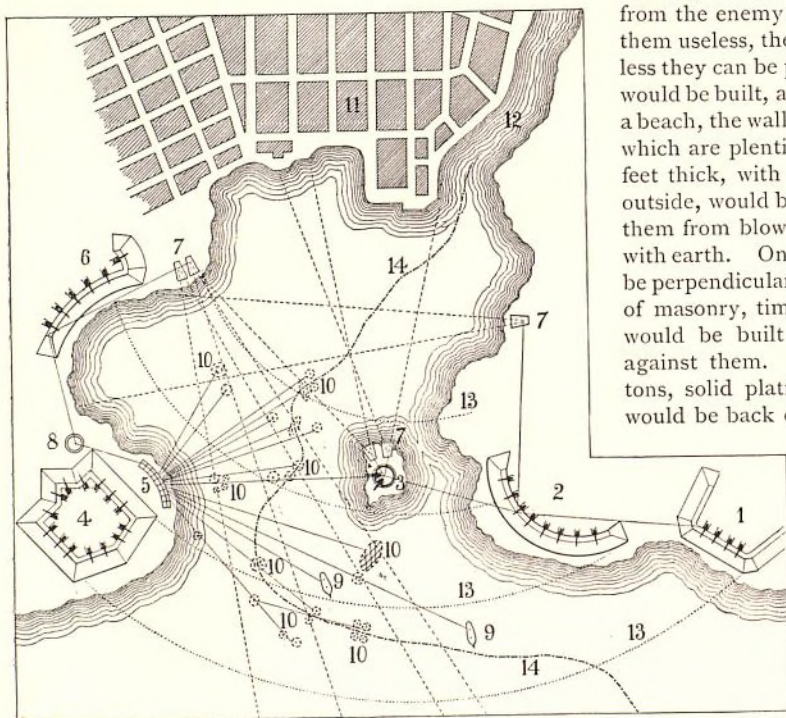 from the enemy
them useless, the
less they can be p
would be built, a
a beach, the wall
which are plenti
feet thick, with
outside, would b
them from blow
with earth. On
be perpendicular
of masonry, tim
would be built
against them.
tons, solid plat
would be back o
11
12
6
7
14
7
10
10
13
8
7
10
3
5
10
2
1
4
10
10
9
13
10
9
13
10
14